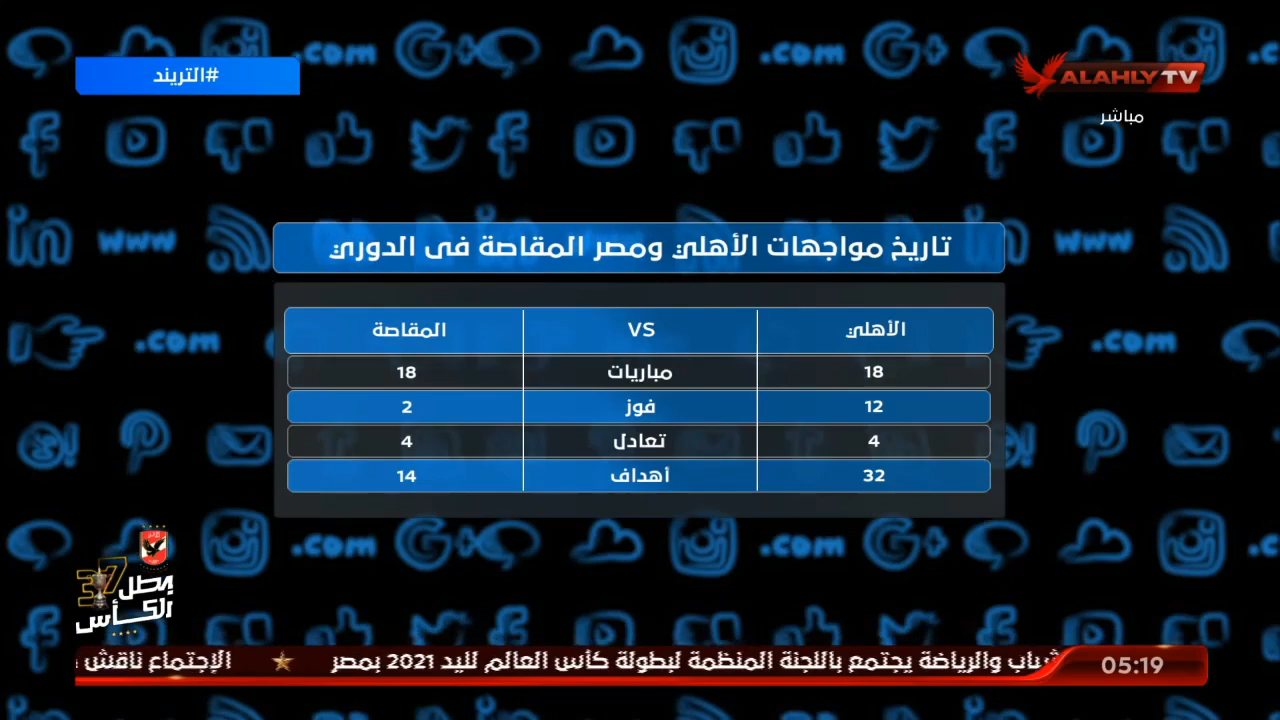 #التريند
ALAHLY TV
مباشر
تاريخ مواجهات الأهلي ومصر المقاصة فى الدوري
الأهلي VS المقاصة
18 مباريات 18
12 فوز 2
4 تعادل 4
32 أهداف 14
37
بطل
الكأس
05:19
والرياضة يجتمع باللجنة المنظمة لبطولة كأس العالم لليد 2021 بمصر ★ الإجتماع ناقش